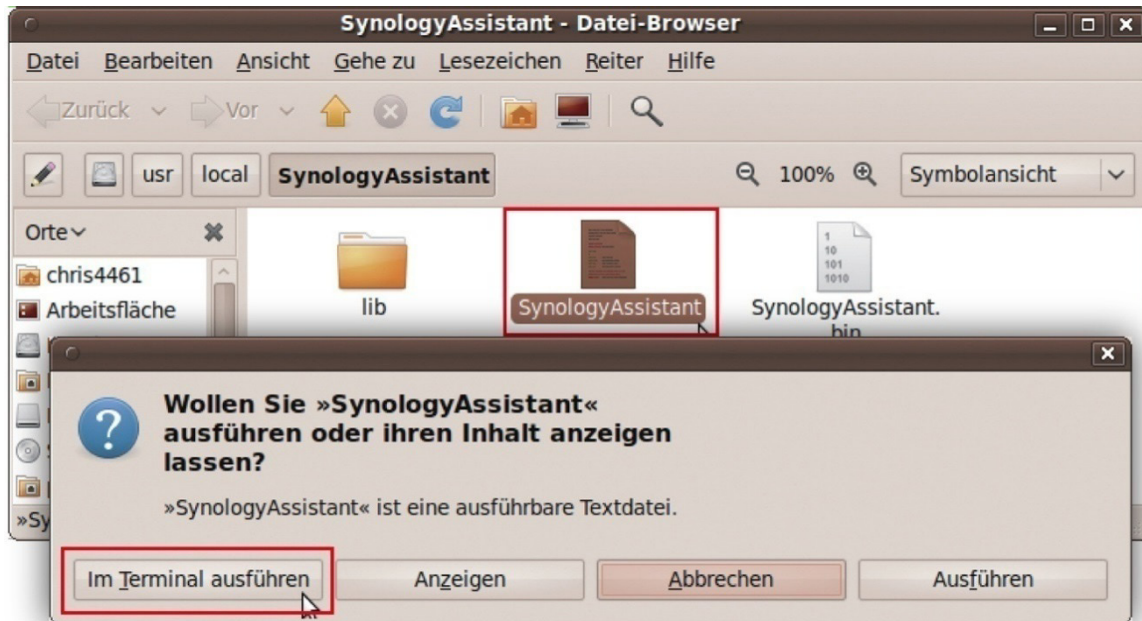 SynologyAssistant - Datei-Browser
Datei Bearbeiten Ansicht Gehe zu Lesezeichen Reiter Hilfe
Zurück Vor
usr local SynologyAssistant 100% Symbolansicht
Orte
chris4461
Arbeitsfläche
lib
SynologyAssistant
1
10
101
1010
SynologyAssistant.
bin
Wollen Sie »SynologyAssistant«
ausführen oder ihren Inhalt anzeigen
lassen?
»SynologyAssistant« ist eine ausführbare Textdatei.
»Sy
Im Terminal ausführen Anzeigen Abbrechen Ausführen